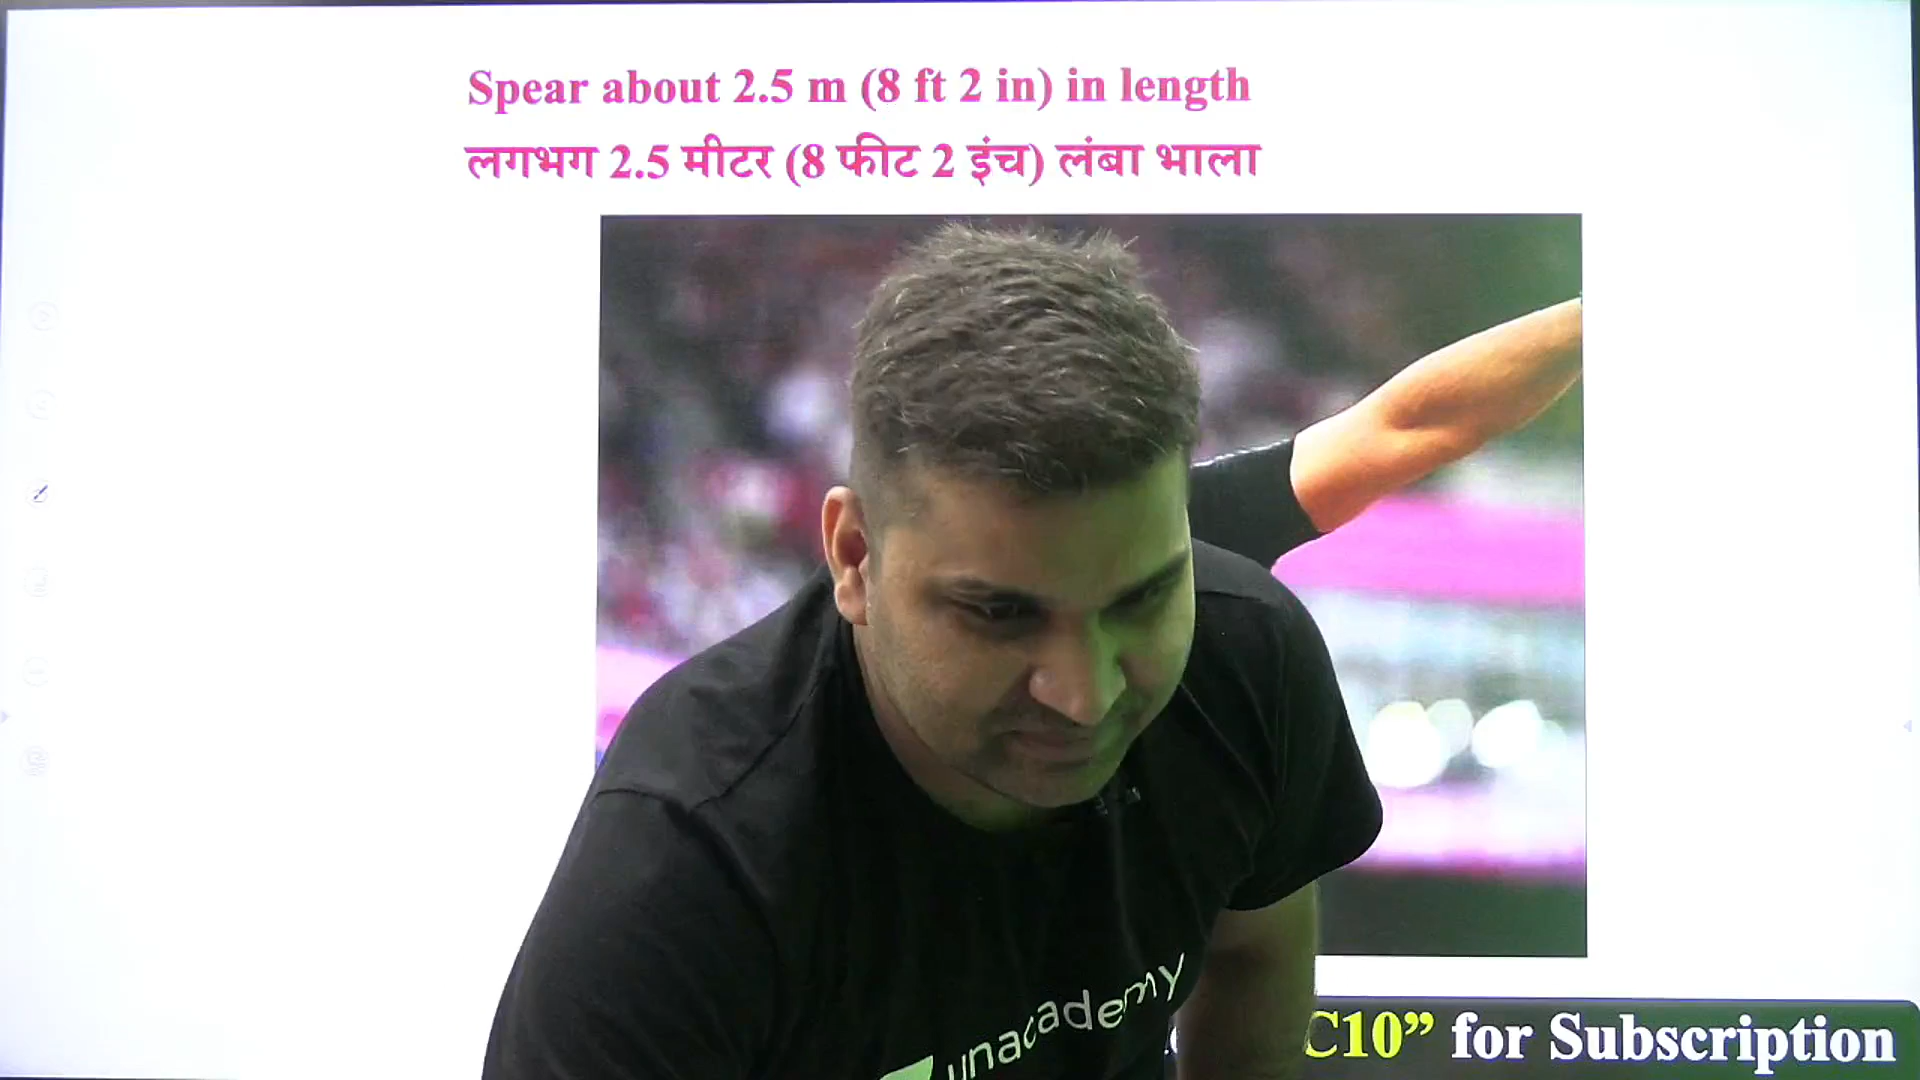 Spear about 2.5 m (8 ft 2 in) in length
लगभग 2.5 मीटर (8 फीट 2 इंच) लंबा भाला
unacademy
C10” for Subscription